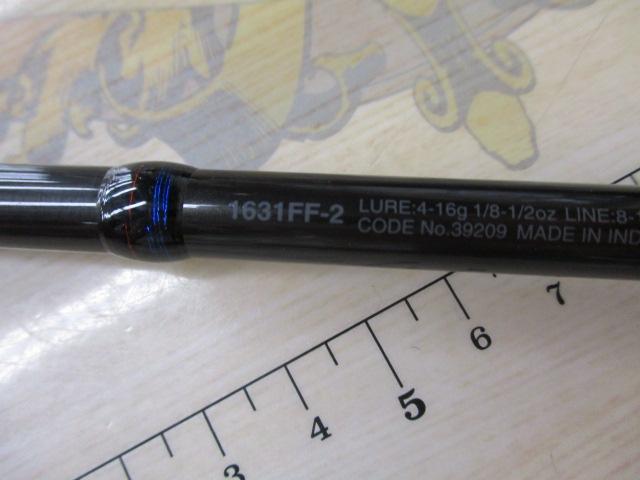 1631FF-2
LURE:4-16g 1/8-1/2oz LINE:8-
CODE No.39209 MADE IN IND
3
4
5
6
7